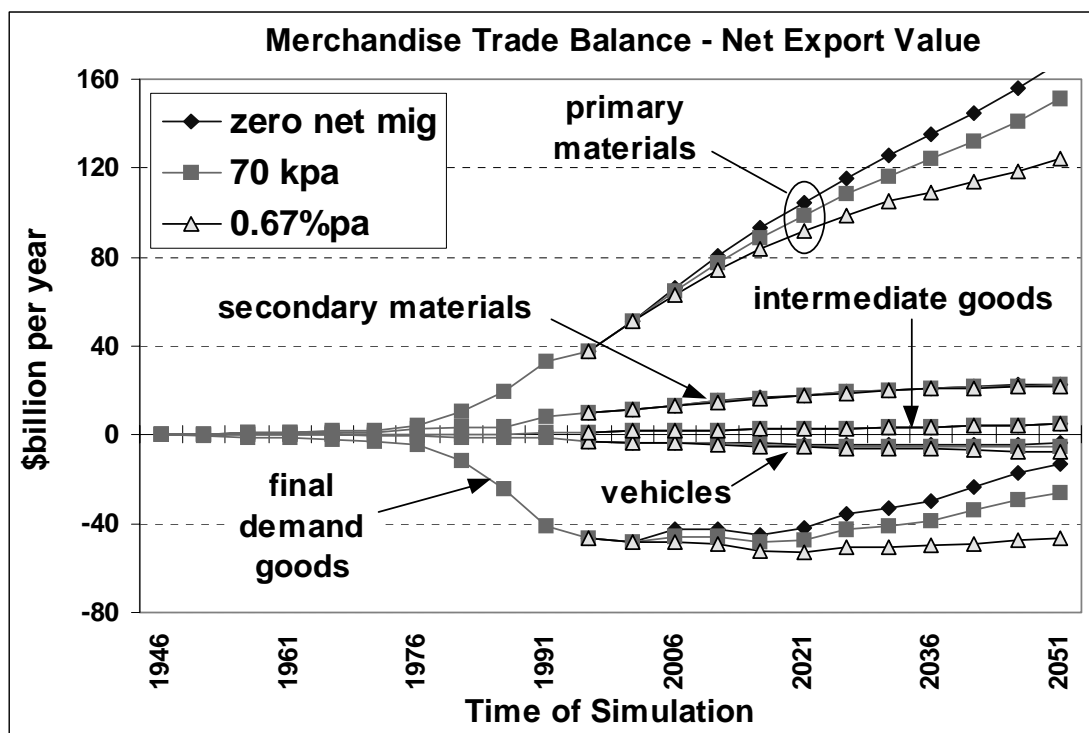 Merchandise Trade Balance - Net Export Value
160
120
80
40
0
-40
-80
$billion per year
zero net mig
70 kpa
0.67%pa
primary
materials
secondary materials
intermediate goods
vehicles
final
demand
goods
1946
1961
1976
1991
2006
2021
2036
2051
Time of Simulation